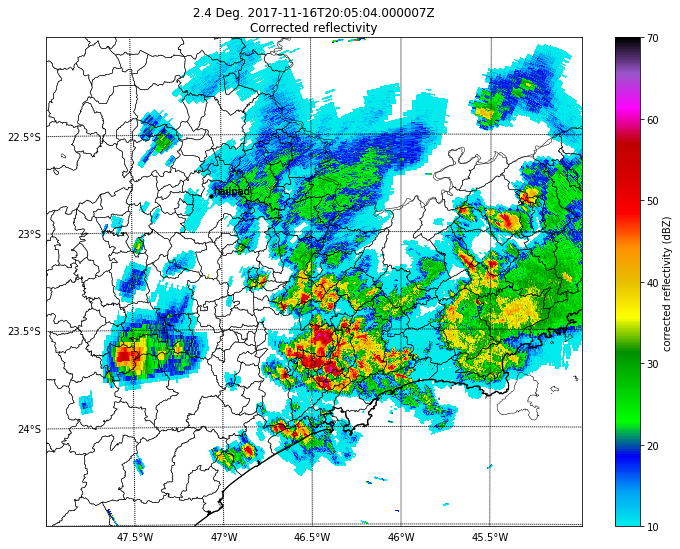 2.4 Deg. 2017-11-16T20:05:04.000007Z
Corrected reflectivity
22.5°S
23°S
23.5°S
24°S
47.5°W
47°W
46.5°W
46°W
45.5°W
70
60
50
40
30
20
10
corrected reflectivity (dBZ)